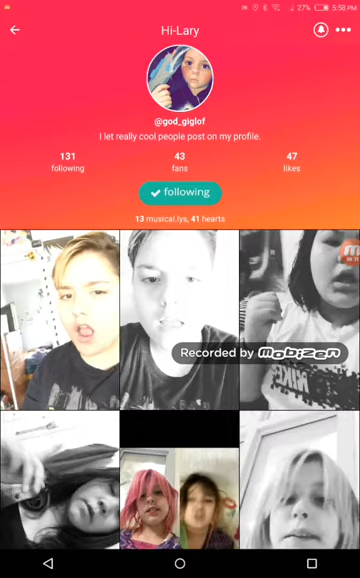 27% 5:58 PM
Hi-Lary
@god_giglof
I let really cool people post on my profile.
131 43 47
following fans likes
following
13 musical.lys, 41 hearts
Recorded by mobizen